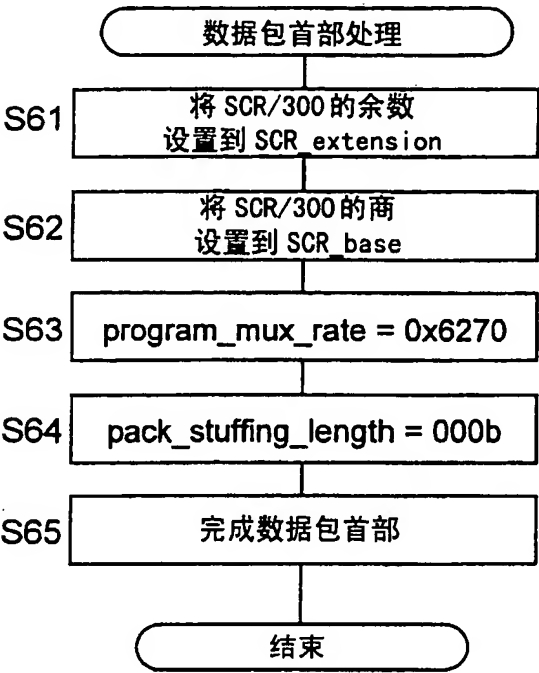 数据包首部处理
S61
将 SCR/300 的余数
设置到 SCR_extension
S62
将 SCR/300 的商
设置到 SCR_base
S63
program_mux_rate = 0x6270
S64
pack_stuffing_length = 000b
S65
完成数据包首部
结束